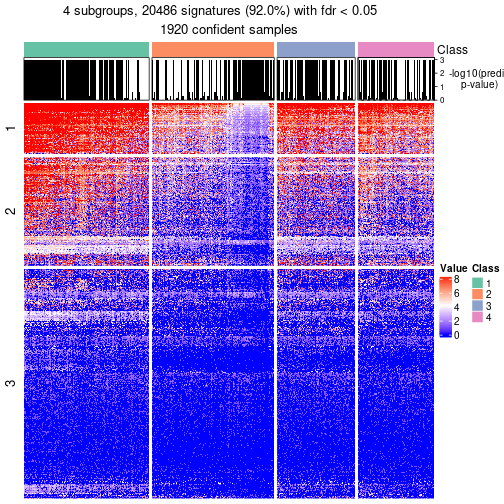 4 subgroups, 20486 signatures (92.0%) with fdr < 0.05
1920 confident samples
Class
3
2
1
0
-log10(predi
p-value)
1
2
3
Value
8
6
4
2
0
Class
1
2
3
4